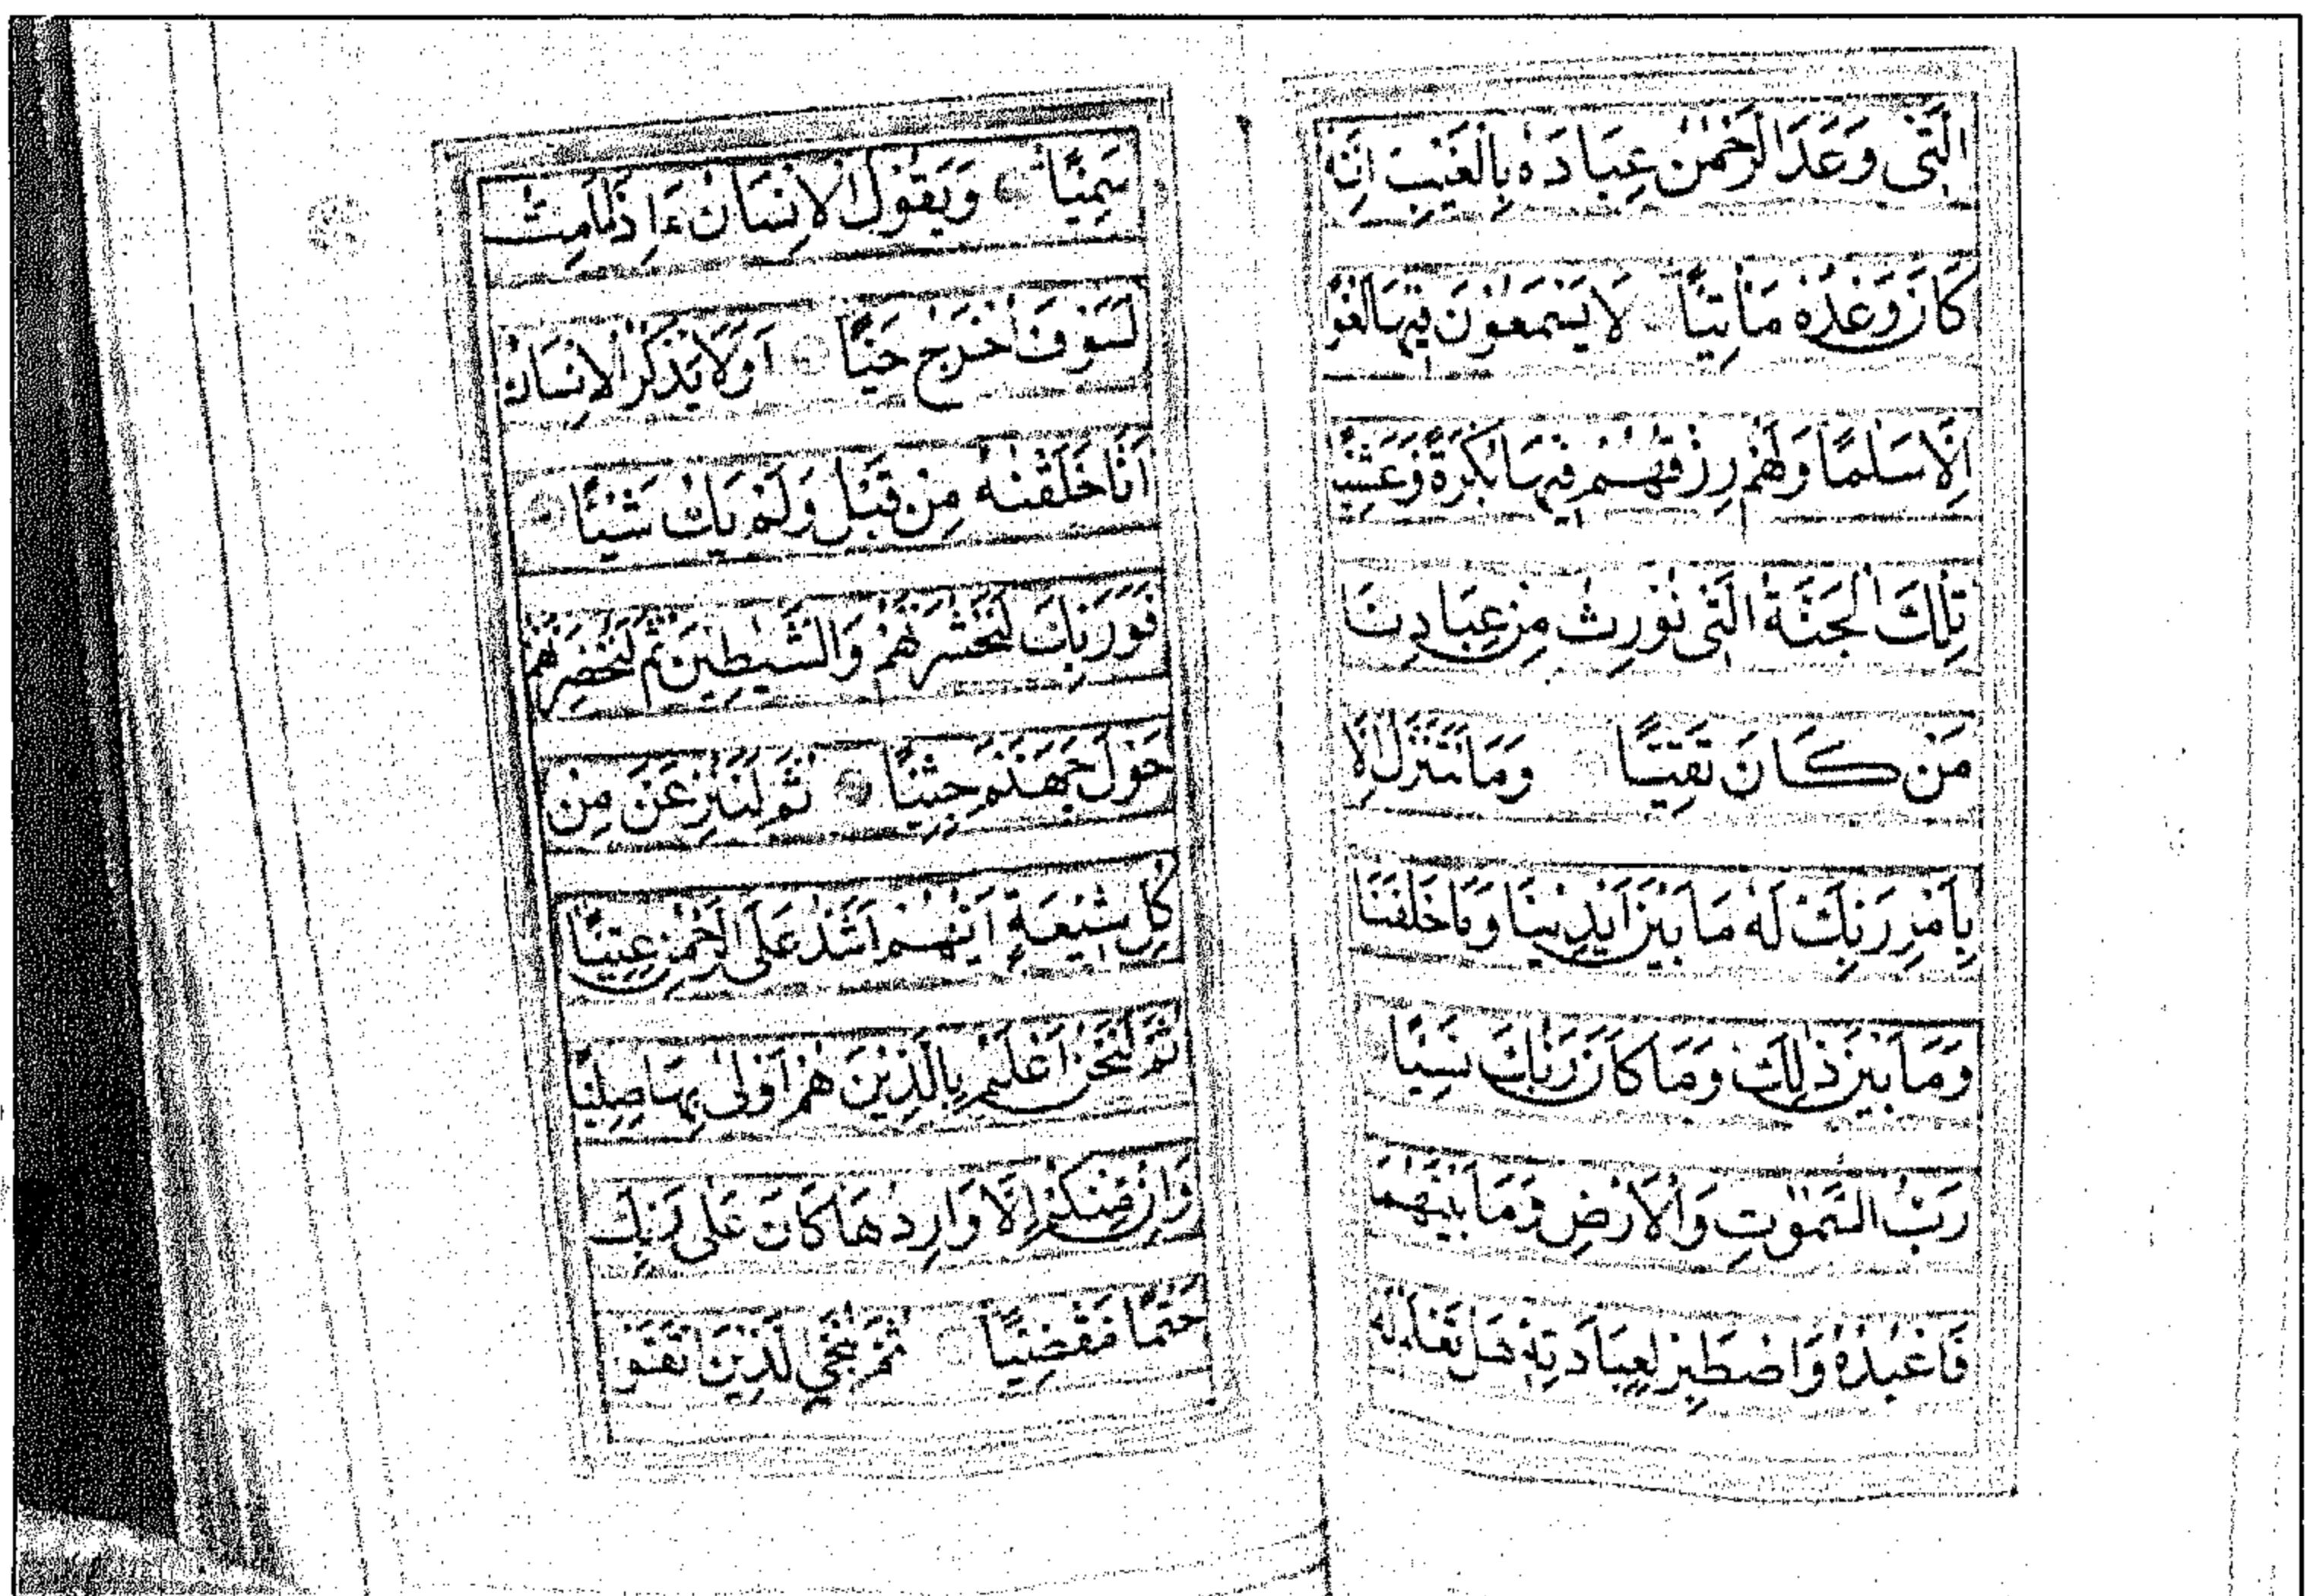 الَّتِي وَعَدَ الرَّحْمٰنُ عِبَادَهُ بِالْغَيْبِ اِنَّهُ
كَانَ وَعْدُهُ مَأْتِيًّا لَا يَسْمَعُونَ فِيهَا لَغْوًا
اِلَّا سَلٰمًا وَلَهُمْ رِزْقُهُمْ فِيهَا بُكْرَةً وَعَشِيًّا
تِلْكَ الْجَنَّةُ الَّتِي نُورِثُ مِنْ عِبَادِنَا
مَنْ كَانَ تَقِيًّا وَمَا نَتَنَزَّلُ اِلَّا
بِاَمْرِ رَبِّكَ لَهُ مَا بَيْنَ اَيْدِينَا وَمَا خَلْفَنَا
وَمَا بَيْنَ ذٰلِكَ وَمَا كَانَ رَبُّكَ نَسِيًّا
رَبُّ السَّمٰوٰتِ وَالْاَرْضِ وَمَا بَيْنَهُمَا
فَاعْبُدْهُ وَاصْطَبِرْ لِعِبَادَتِهِ هَلْ تَعْلَمُ لَهُ
سَمِيًّا وَيَقُولُ الْاِنْسَانُ ءَاِذَا مَا مِتُّ
لَسَوْفَ اُخْرَجُ حَيًّا اَوَلَا يَذْكُرُ الْاِنْسَانُ
اَنَّا خَلَقْنٰهُ مِنْ قَبْلُ وَلَمْ يَكُ شَيْئًا
فَوَرَبِّكَ لَنَحْشُرَنَّهُمْ وَالشَّيٰطِينَ ثُمَّ لَنُحْضِرَنَّهُمْ
حَوْلَ جَهَنَّمَ جِثِيًّا ثُمَّ لَنَنْزِعَنَّ مِنْ
كُلِّ شِيعَةٍ اَيُّهُمْ اَشَدُّ عَلَى الرَّحْمٰنِ عِتِيًّا
ثُمَّ لَنَحْنُ اَعْلَمُ بِالَّذِينَ هُمْ اَوْلٰى بِهَا صِلِيًّا
وَاِنْ مِنْكُمْ اِلَّا وَارِدُهَا كَانَ عَلٰى رَبِّكَ
حَتْمًا مَقْضِيًّا ثُمَّ نُنَجِّي الَّذِينَ اتَّقَوْا